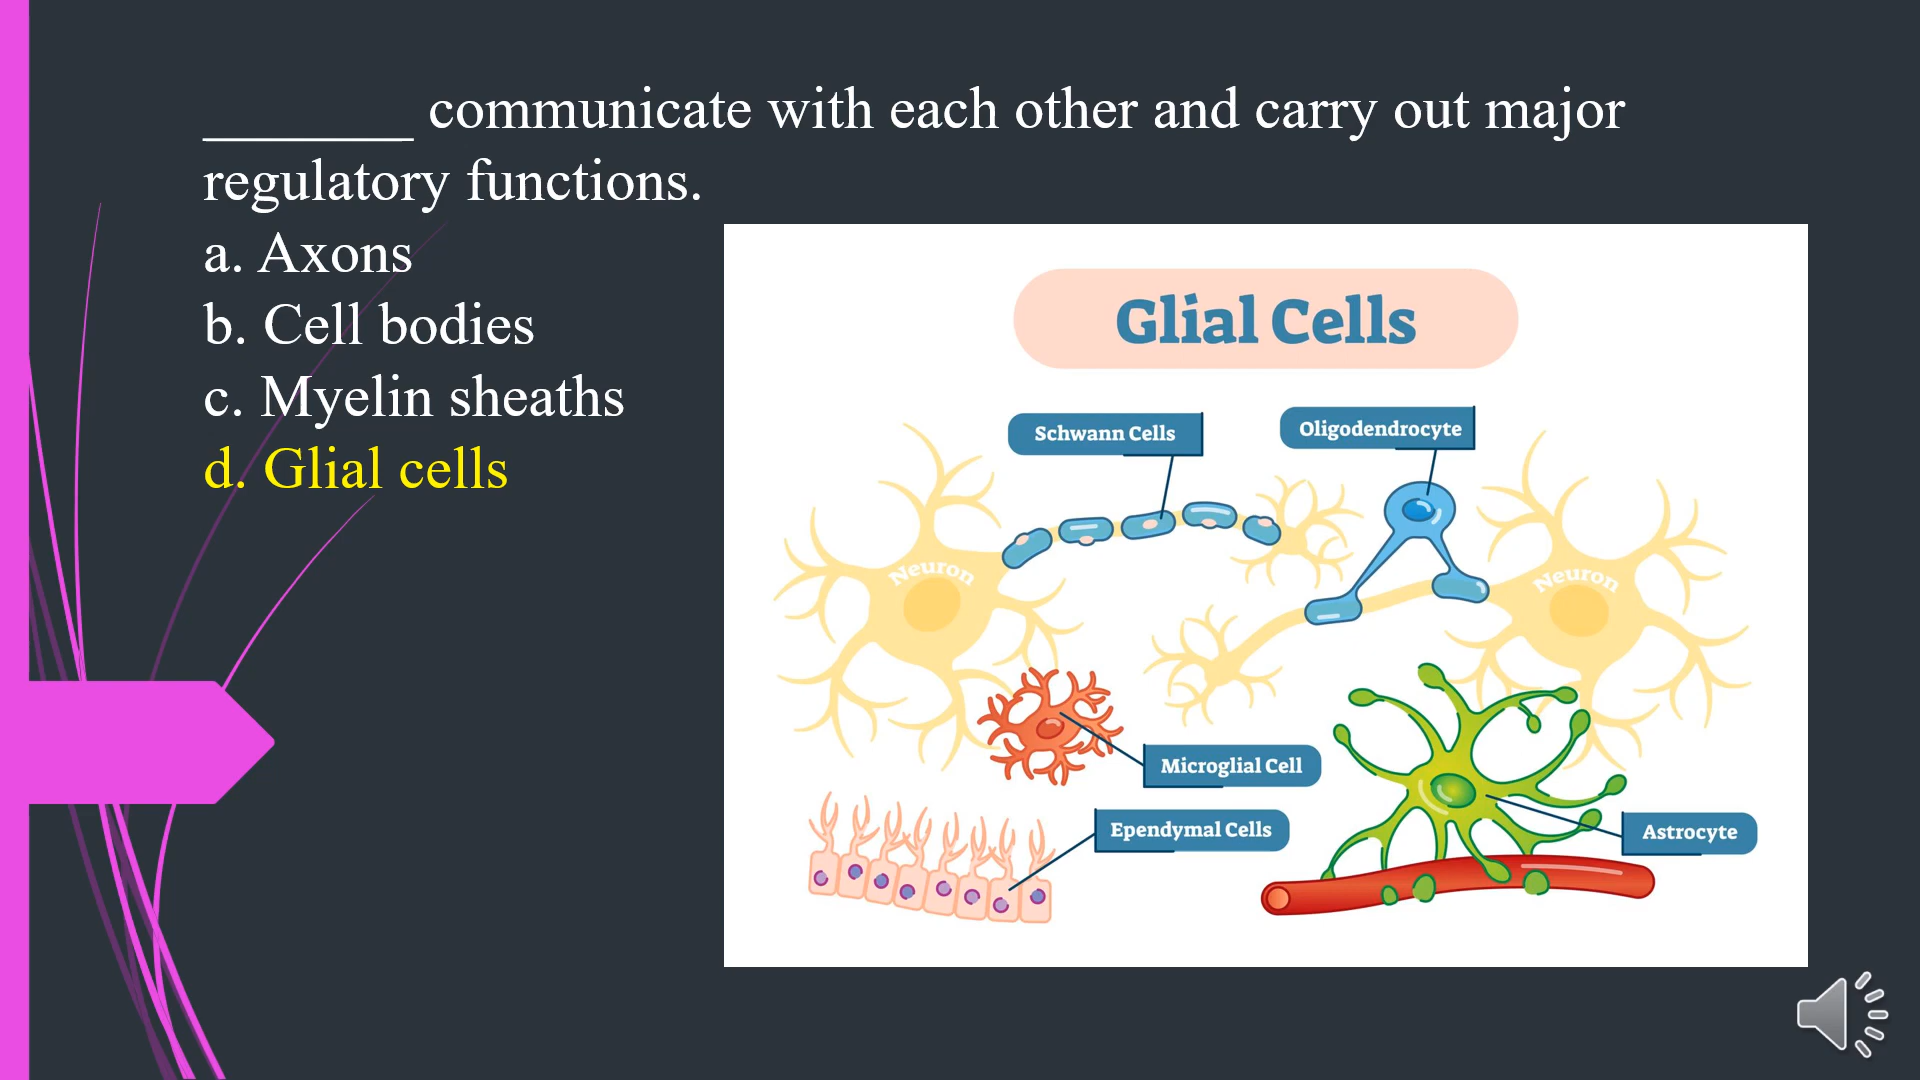 _______ communicate with each other and carry out major
regulatory functions.
a. Axons
b. Cell bodies
c. Myelin sheaths
d. Glial cells
Glial Cells
Schwann Cells
Oligodendrocyte
Neuron
Neuron
Microglial Cell
Ependymal Cells
Astrocyte